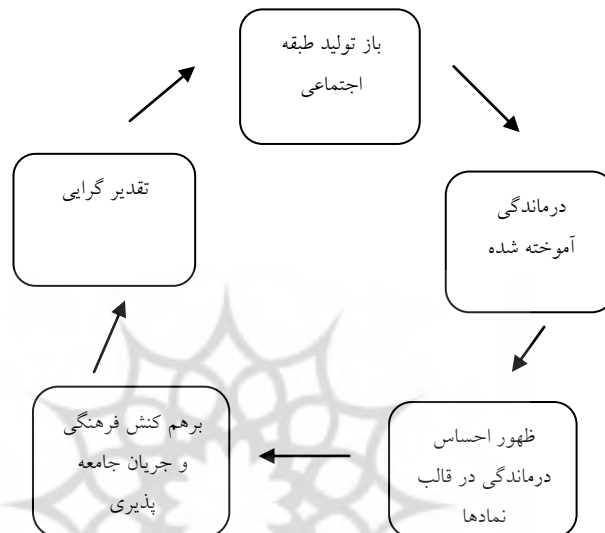 باز تولید طبقه
اجتماعی
درماندگی
آموخته شده
ظهور احساس
درماندگی در قالب
نمادها
برهم کنش فرهنگی
و جریان جامعه
پذیری
تقدیر گرایی